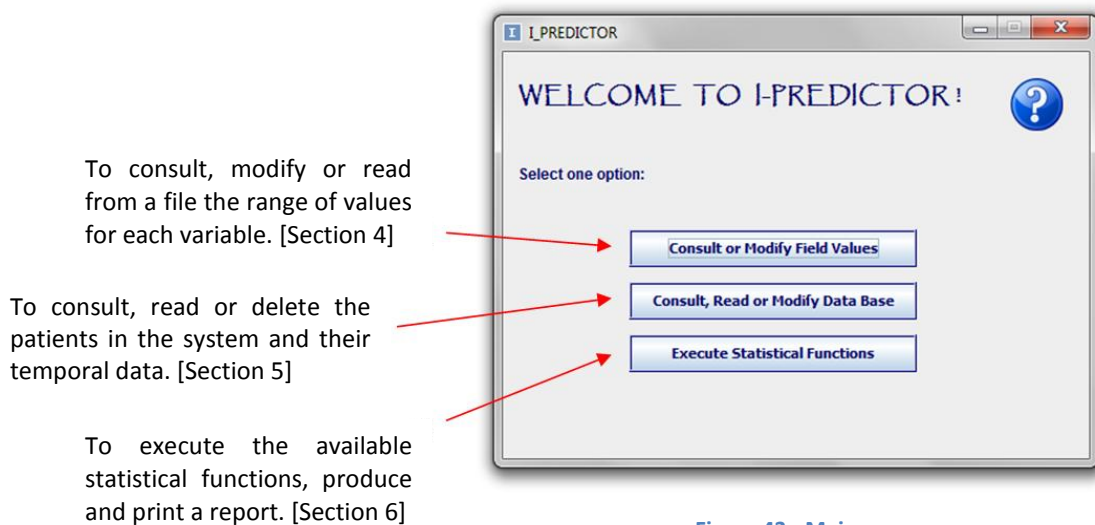 I_PREDICTOR
WELCOME TO I-PREDICTOR!
Select one option:
To consult, modify or read
from a file the range of values
for each variable. [Section 4]
Consult or Modify Field Values
To consult, read or delete the
patients in the system and their
temporal data. [Section 5]
Consult, Read or Modify Data Base
To execute the available
statistical functions, produce
and print a report. [Section 6]
Execute Statistical Functions